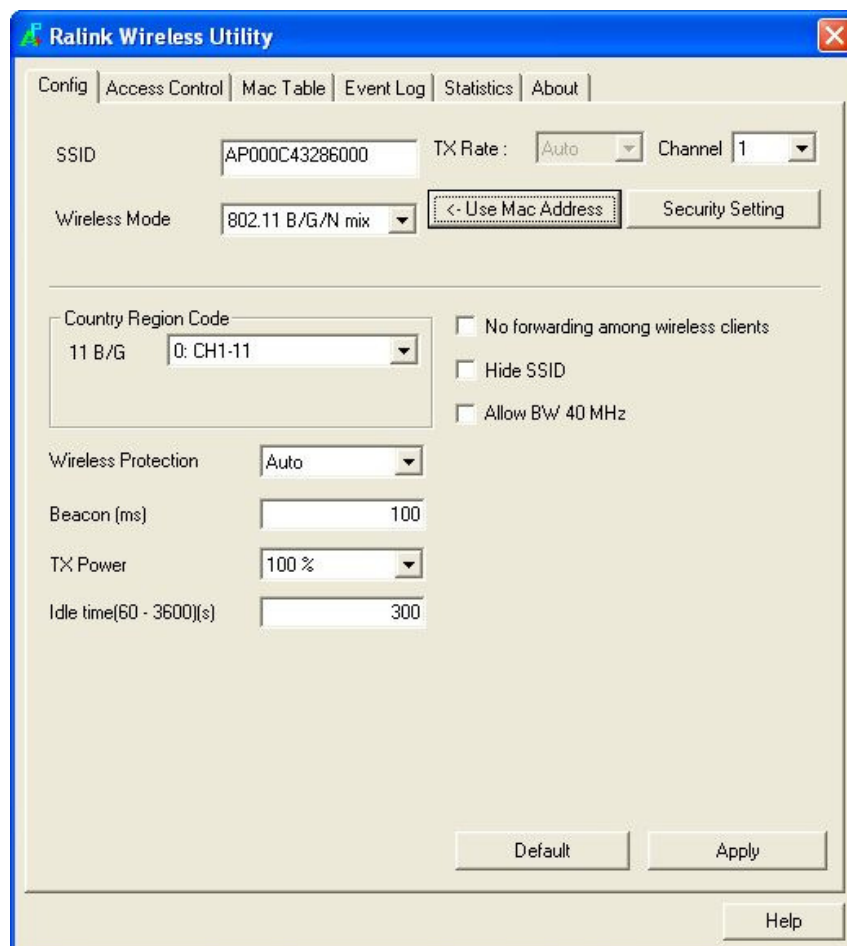 Ralink Wireless Utility
Config Access Control Mac Table Event Log Statistics About
SSID AP000C43286000 TX Rate : Auto Channel 1
Wireless Mode 802.11 B/G/N mix <- Use Mac Address Security Setting
Country Region Code
11 B/G 0: CH1-11
No forwarding among wireless clients
Hide SSID
Allow BW 40 MHz
Wireless Protection Auto
Beacon (ms) 100
TX Power 100 %
Idle time(60 - 3600)(s) 300
Default Apply
Help